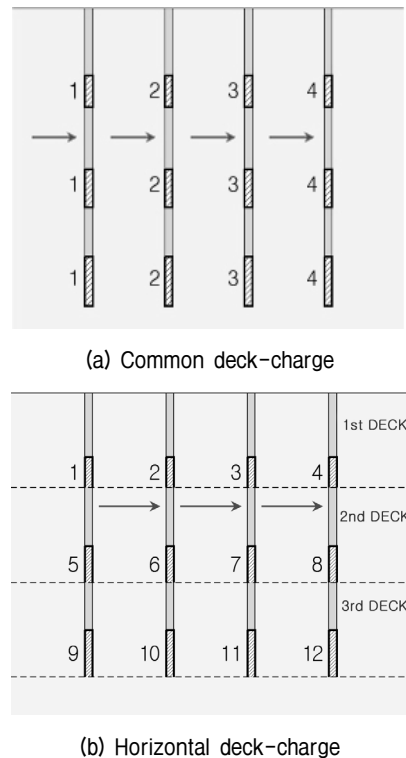 1 2 3 4
1 2 3 4
1 2 3 4
(a) Common deck-charge
1st DECK
1 2 3 4
2nd DECK
5 6 7 8
3rd DECK
9 10 11 12
(b) Horizontal deck-charge